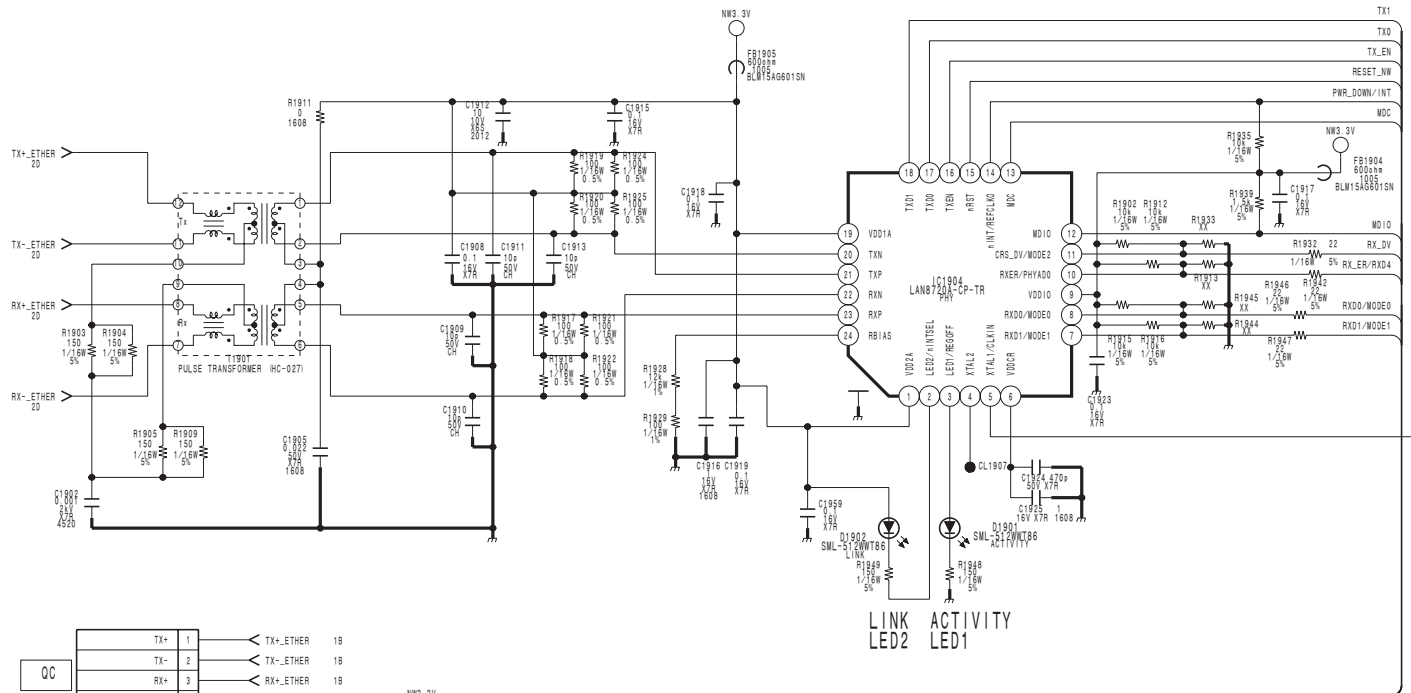 NW3.3V
FB1905
600ohm
1005
BLM15AG601SN
R1911
0
1608
C1912
10
10V
X6S
2012
C1915
0.1
16V
X7R
TX1
TX0
TX_EN
RESET_NW
PWR_DOWN/INT
MDC
TX+_ETHER
2D
TX-_ETHER
2D
RX+_ETHER
2D
RX-_ETHER
2D
R1919
100
1/16W
0.5%
R1924
100
1/16W
0.5%
R1920
100
1/16W
0.5%
R1925
100
1/16W
0.5%
C1918
0.1
16V
X7R
R1935
10k
1/16W
5%
NW3.3V
FB1904
600ohm
1005
BLM15AG601SN
R1939
1.5k
1/16W
5%
C1917
0.1
16V
X7R
12
11
10
9
8
7
1
2
3
4
5
6
Tx
Rx
T1901
PULSE TRANSFORMER (HC-027)
C1908
0.1
16V
X7R
C1911
10p
50V
CH
C1913
10p
50V
CH
C1909
10p
50V
CH
C1910
10p
50V
CH
R1917
100
1/16W
0.5%
R1921
100
1/16W
0.5%
R1918
100
1/16W
0.5%
R1922
100
1/16W
0.5%
R1903
150
1/16W
5%
R1904
150
1/16W
5%
R1905
150
1/16W
5%
R1909
150
1/16W
5%
C1905
0.022
50V
X7R
1608
C1902
0.001
2kV
X7R
4520
18 17 16 15 14 13
TXD1
TXD0
TXEN
nRST
nINT/REFCLKO
MDC
19 VDD1A
20 TXN
21 TXP
22 RXN
23 RXP
24 RBIAS
IC1904
LAN8720A-CP-TR
PHY
MDIO 12
CRS_DV/MODE2 11
RXER/PHYAD0 10
VDDIO 9
RXD0/MODE0 8
RXD1/MODE1 7
VDD2A
LED2/nINTSEL
LED1/REGOFF
XTAL2
XTAL1/CLKIN
VDDCR
1 2 3 4 5 6
R1902
10k
1/16W
5%
R1912
10k
1/16W
5%
R1933
XX
R1913
XX
R1932 22
1/16W 5%
R1942
22
1/16W
5%
R1946
22
1/16W
5%
R1945
XX
R1944
XX
R1947
22
1/16W
5%
R1915
10k
1/16W
5%
R1916
10k
1/16W
5%
C1923
0.1
16V
X7R
MDIO
RX_DV
RX_ER/RXD4
RXD0/MODE0
RXD1/MODE1
R1928
12k
1/16W
1%
R1929
100
1/16W
1%
C1916
1
16V
X7R
1608
C1919
0.1
16V
X7R
C1959
0.1
16V
X7R
CL1907
C1924 470p
50V X7R
C1925 1
16V X7R 1608
D1902
SML-512WWT86
LINK
D1901
SML-512WWT86
ACTIVITY
R1949
150
1/16W
5%
R1948
150
1/16W
5%
LINK ACTIVITY
LED2 LED1
QC
TX+ 1 TX+_ETHER 1B
TX- 2 TX-_ETHER 1B
RX+ 3 RX+_ETHER 1B